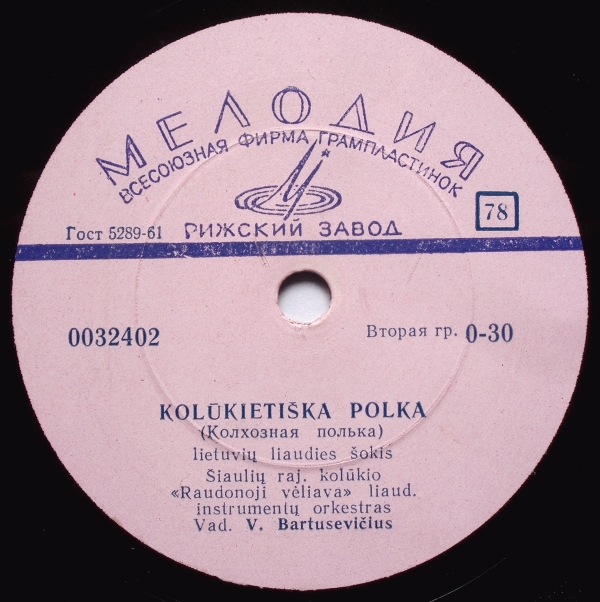 МЕЛОДИЯ
ВСЕСОЮЗНАЯ ФИРМА ГРАМПЛАСТИНОК
Гост 5289-61
РИЖСКИЙ ЗАВОД
78
0032402
Вторая гр. 0-30
KOLŪKIETIŠKA POLKA
(Колхозная полька)
lietuvių liaudies šokis
Šiaulių raj. kolūkio
«Raudonoji vėliava» liaud.
instrumentų orkestras
Vad. V. Bartusevičius